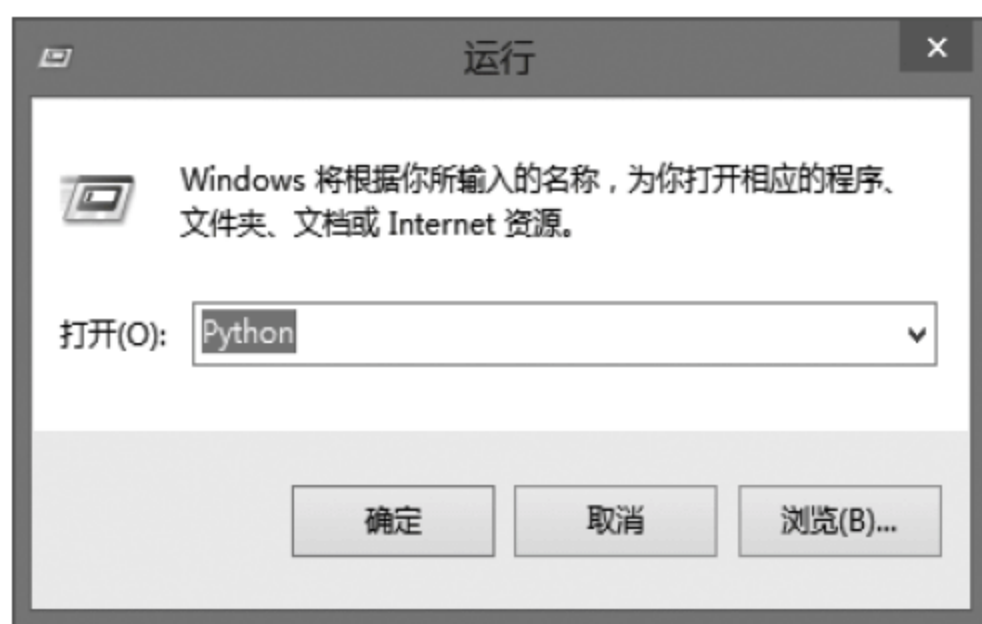 运行
Windows 将根据你所输入的名称，为你打开相应的程序、
文件夹、文档或 Internet 资源。
打开(O): Python
确定 取消 浏览(B)...